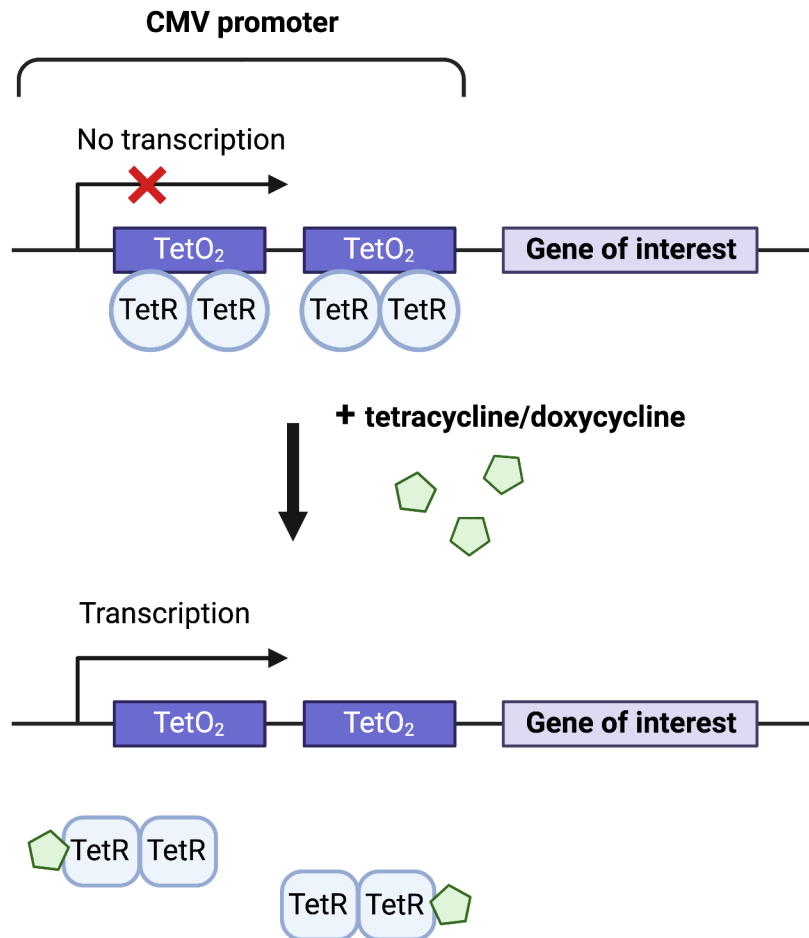 CMV promoter
No transcription
TetO₂ TetO₂ Gene of interest
TetR TetR TetR TetR
+ tetracycline/doxycycline
Transcription
TetO₂ TetO₂ Gene of interest
TetR TetR
TetR TetR